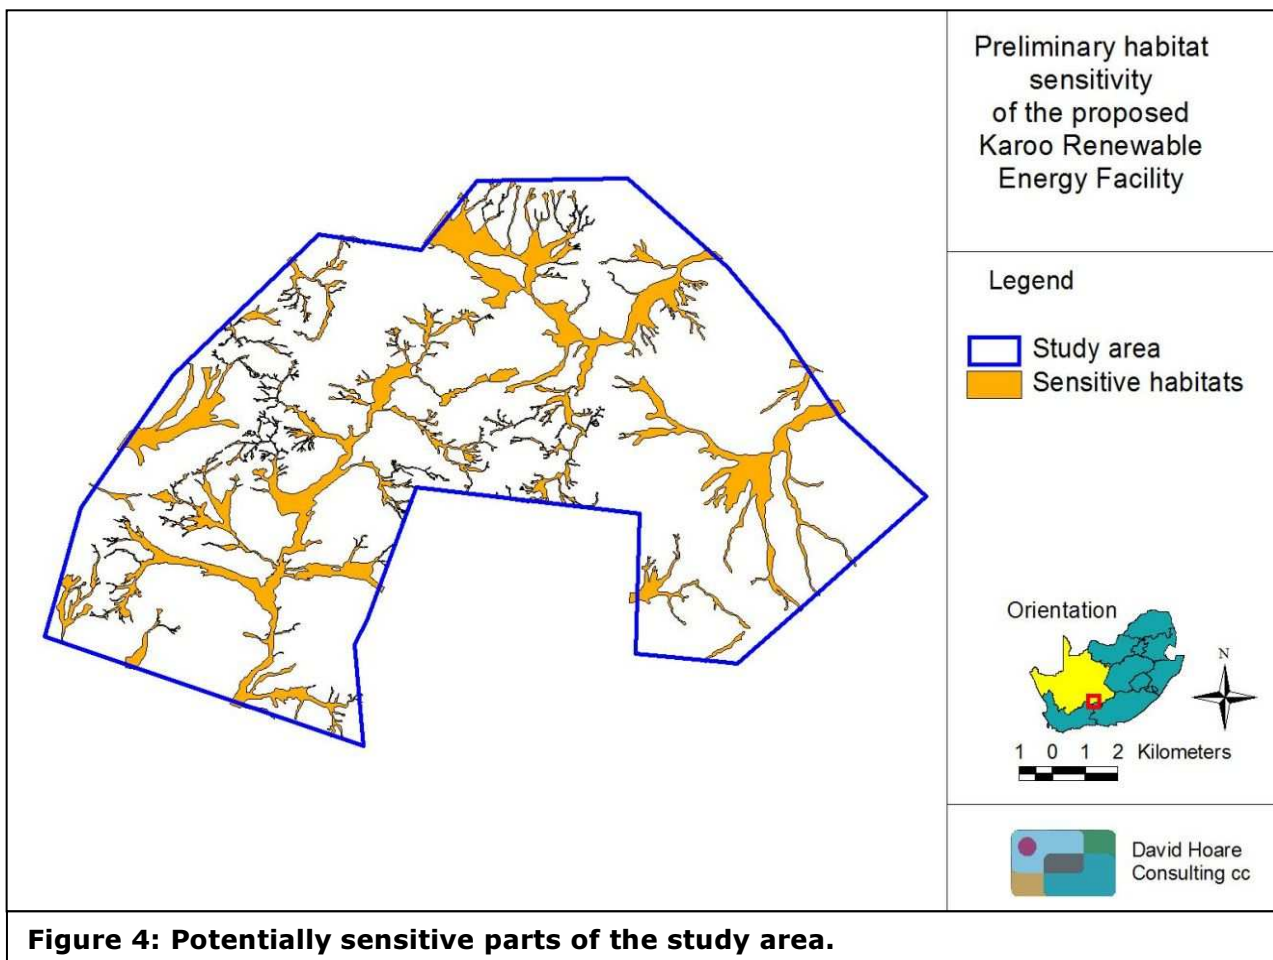 Preliminary habitat
sensitivity
of the proposed
Karoo Renewable
Energy Facility
Legend
Study area
Sensitive habitats
Orientation
N
1 0 1 2 Kilometers
David Hoare
Consulting cc
Figure 4: Potentially sensitive parts of the study area.